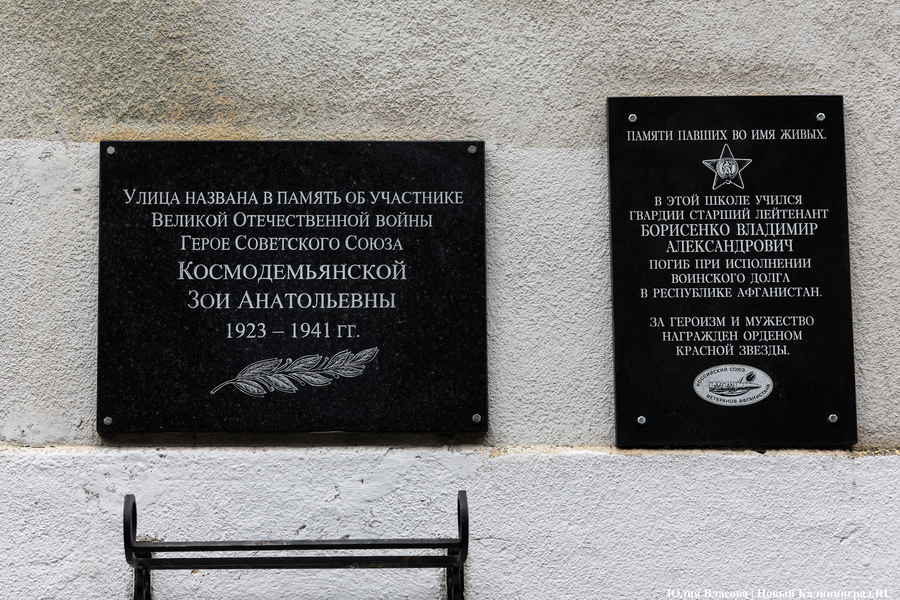 Улица названа в память об участнике
Великой Отечественной войны
Герое Советского Союза
Космодемьянской
Зои Анатольевны
1923 – 1941 гг.
ПАМЯТИ ПАВШИХ ВО ИМЯ ЖИВЫХ.
В ЭТОЙ ШКОЛЕ УЧИЛСЯ
ГВАРДИИ СТАРШИЙ ЛЕЙТЕНАНТ
БОРИСЕНКО ВЛАДИМИР
АЛЕКСАНДРОВИЧ
ПОГИБ ПРИ ИСПОЛНЕНИИ
ВОИНСКОГО ДОЛГА
В РЕСПУБЛИКЕ АФГАНИСТАН.
ЗА ГЕРОИЗМ И МУЖЕСТВО
НАГРАЖДЕН ОРДЕНОМ
КРАСНОЙ ЗВЕЗДЫ.
РОССИЙСКИЙ СОЮЗ
ВЕТЕРАНОВ АФГАНИСТАНА
Юлия Власова | Новый Калининград.RU